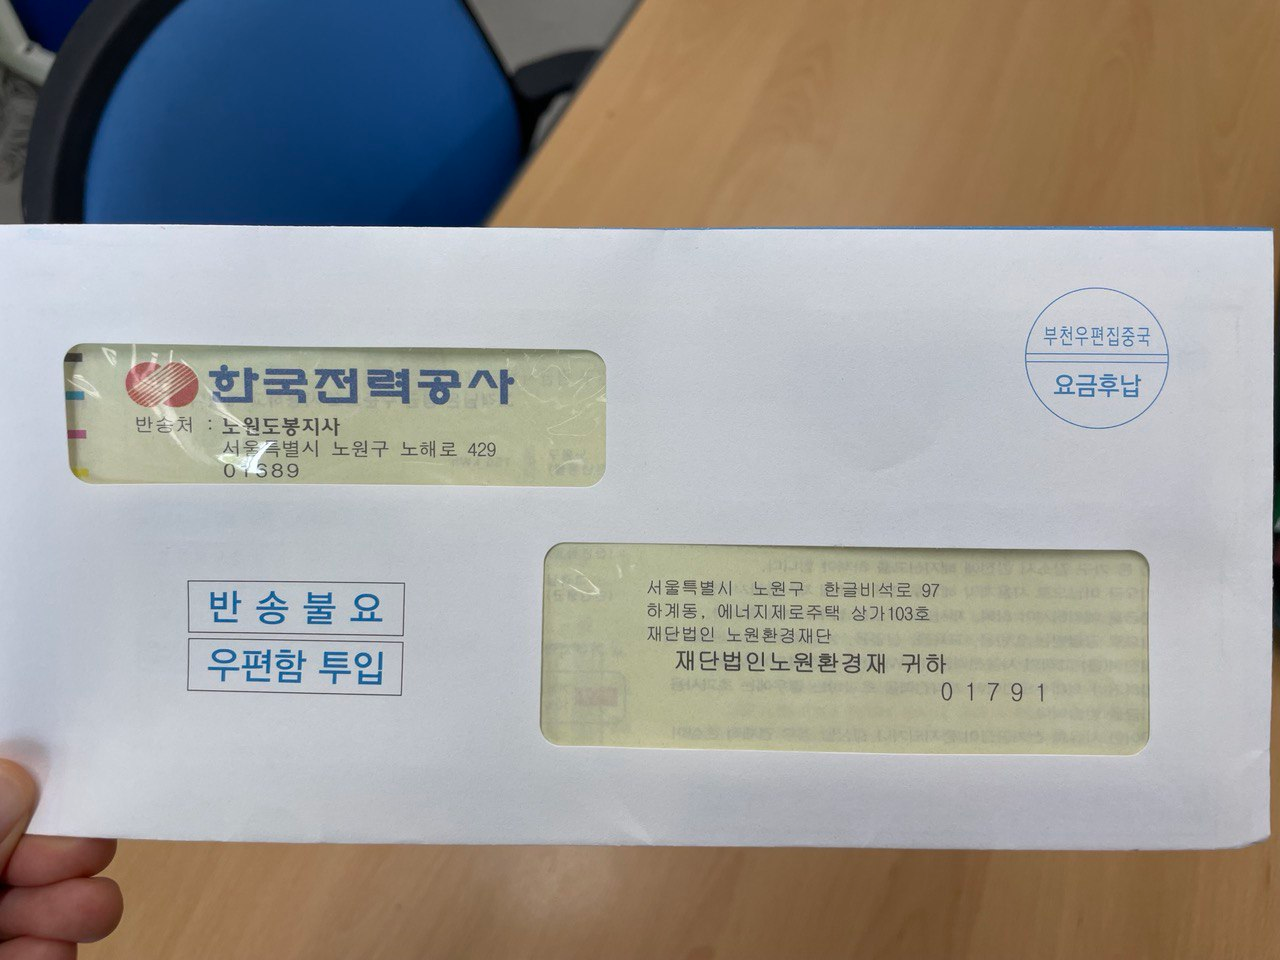 한국전력공사
반송처 : 노원도봉지사
서울특별시 노원구 노해로 429
01689
부천우편집중국
요금후납
반송불요
우편함 투입
서울특별시 노원구 한글비석로 97
하계동, 에너지제로주택 상가103호
재단법인 노원환경재단
재단법인노원환경재 귀하
01791